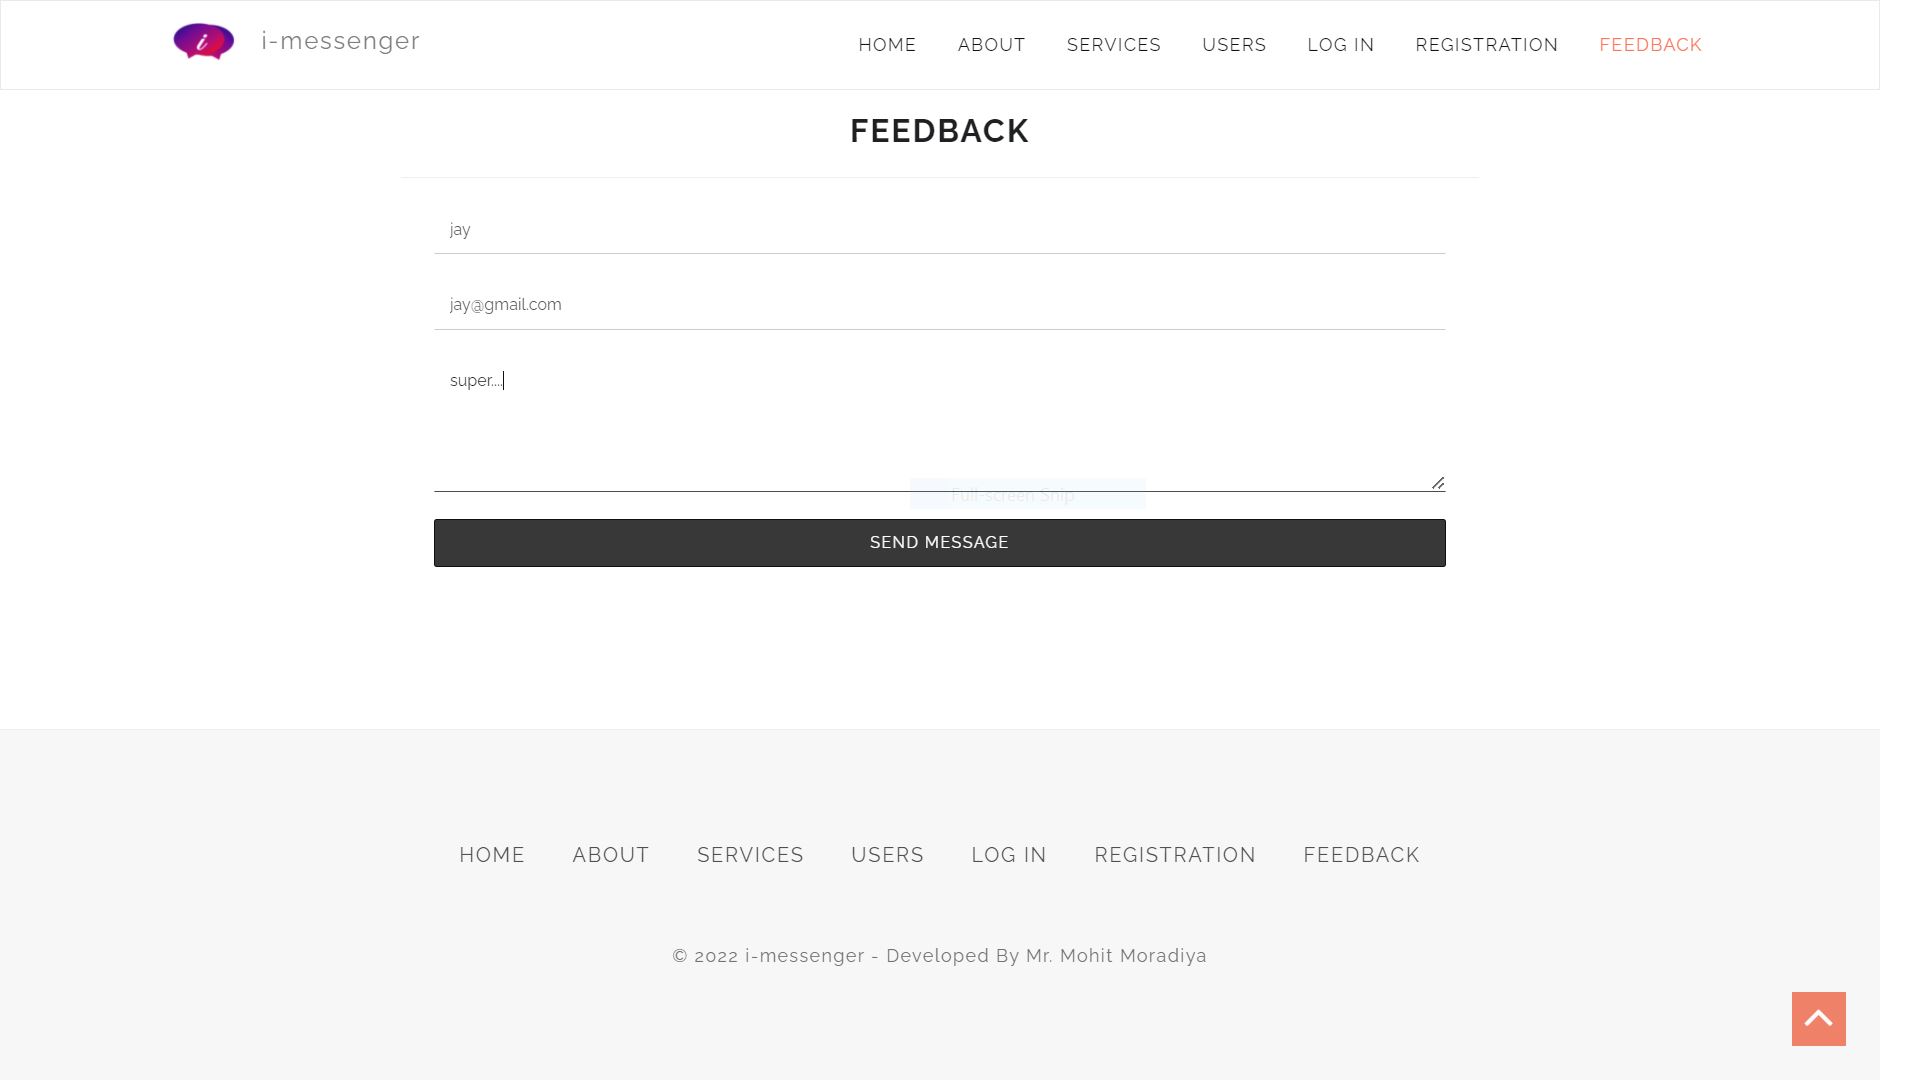 i
i-messenger
HOME ABOUT SERVICES USERS LOG IN REGISTRATION FEEDBACK
FEEDBACK
jay
jay@gmail.com
super....
Full-screen Snip
SEND MESSAGE
HOME ABOUT SERVICES USERS LOG IN REGISTRATION FEEDBACK
© 2022 i-messenger - Developed By Mr. Mohit Moradiya